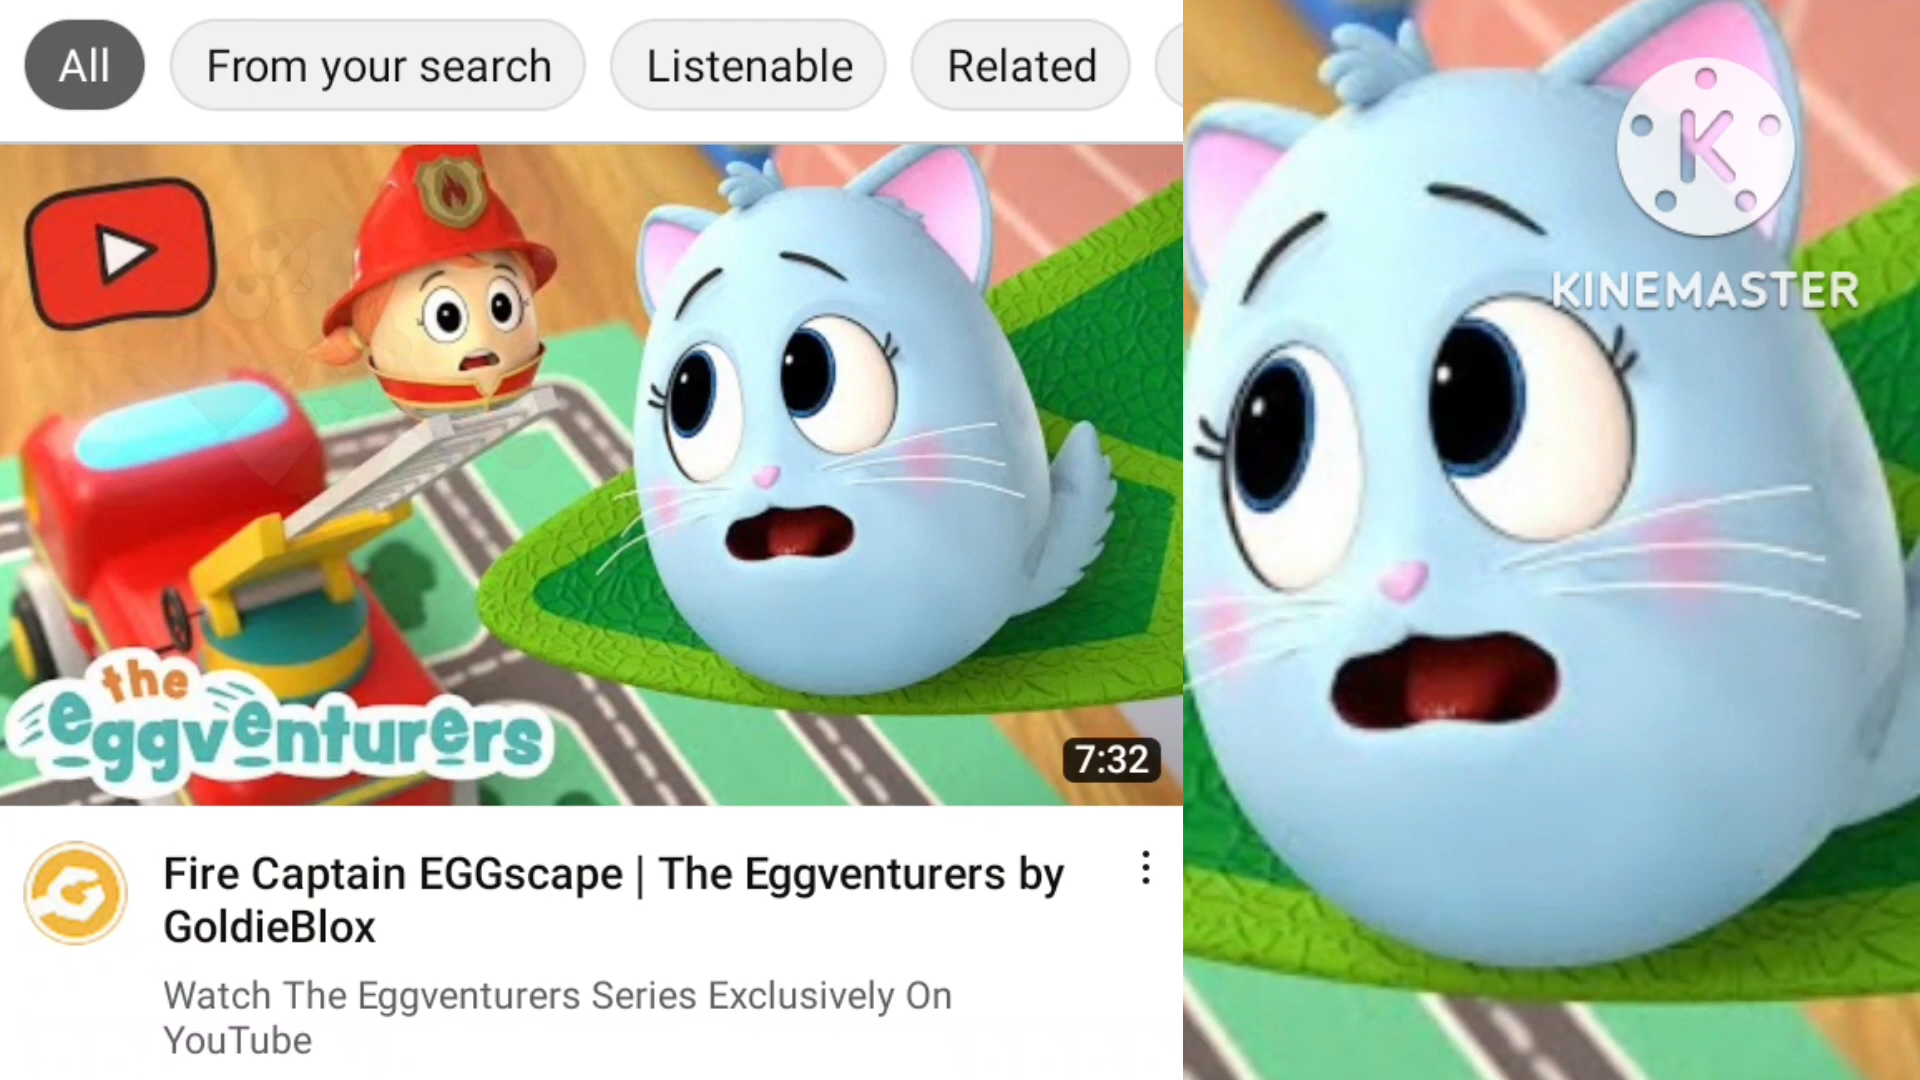 All
From your search
Listenable
Related
the
eggventurers
7:32
Fire Captain EGGscape | The Eggventurers by
GoldieBlox
Watch The Eggventurers Series Exclusively On
YouTube
K
KINEMASTER